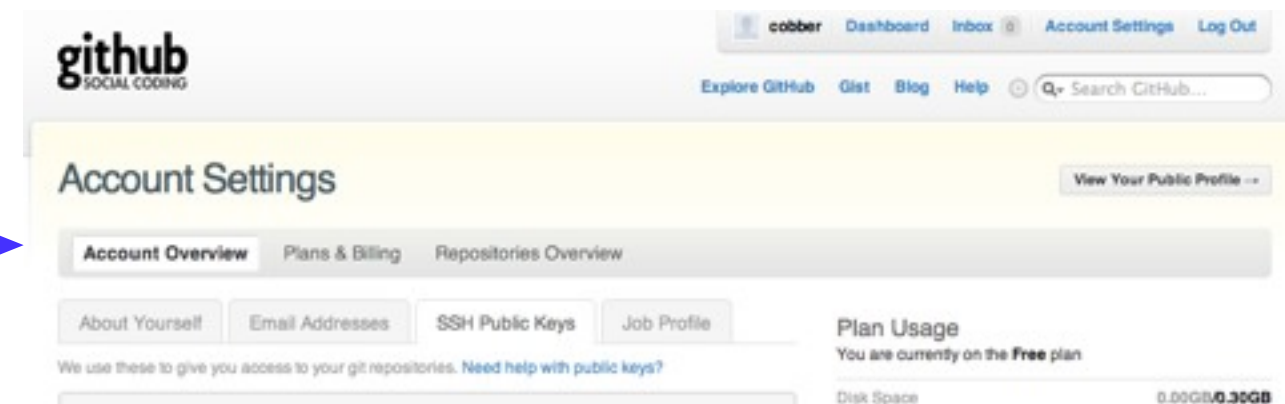 github
SOCIAL CODING
cobber Dashboard Inbox 0 Account Settings Log Out
Explore GitHub Gist Blog Help Search GitHub...
Account Settings
View Your Public Profile →
Account Overview Plans & Billing Repositories Overview
About Yourself Email Addresses SSH Public Keys Job Profile
We use these to give you access to your git repositories. Need help with public keys?
Plan Usage
You are currently on the Free plan
Disk Space 0.00GB/0.30GB